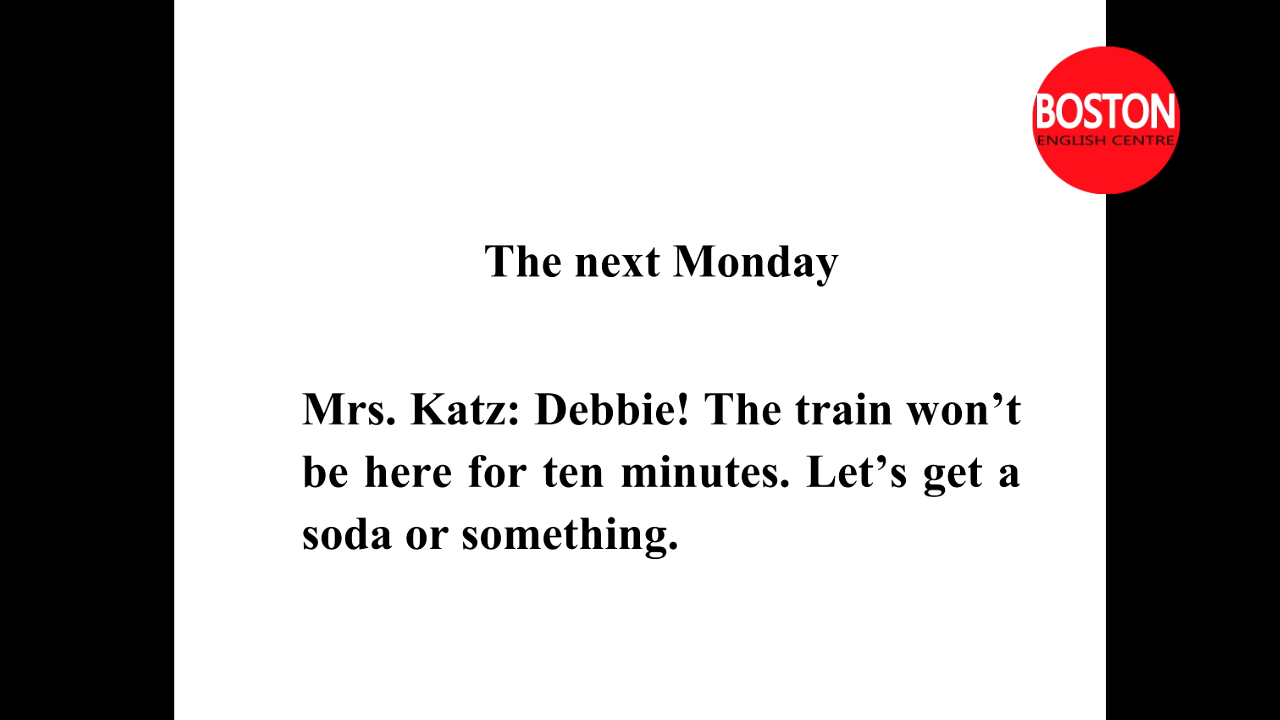 BOSTON
ENGLISH CENTRE
The next Monday
Mrs. Katz: Debbie! The train won’t
be here for ten minutes. Let’s get a
soda or something.